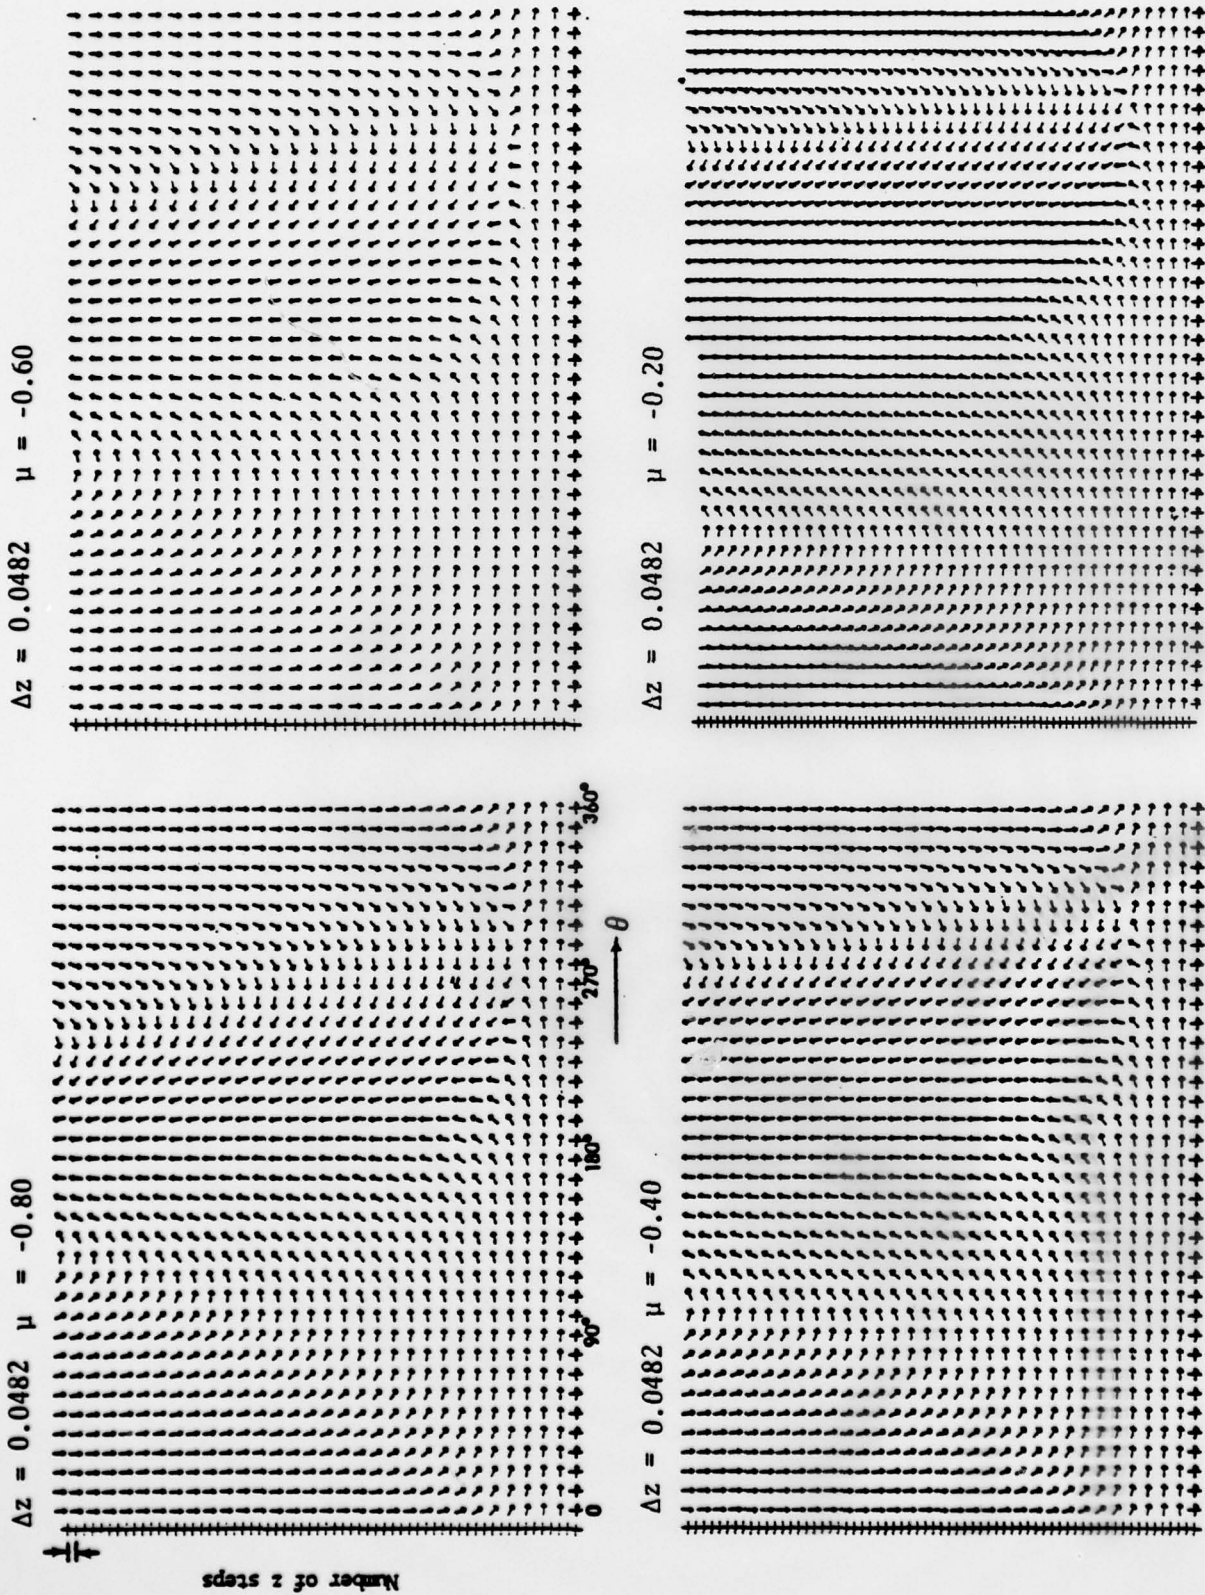 Δz = 0.0482 μ = -0.80
Δz = 0.0482 μ = -0.60
Number of z steps
0
90°
180°
270°
360°
θ
Δz = 0.0482 μ = -0.40
Δz = 0.0482 μ = -0.20